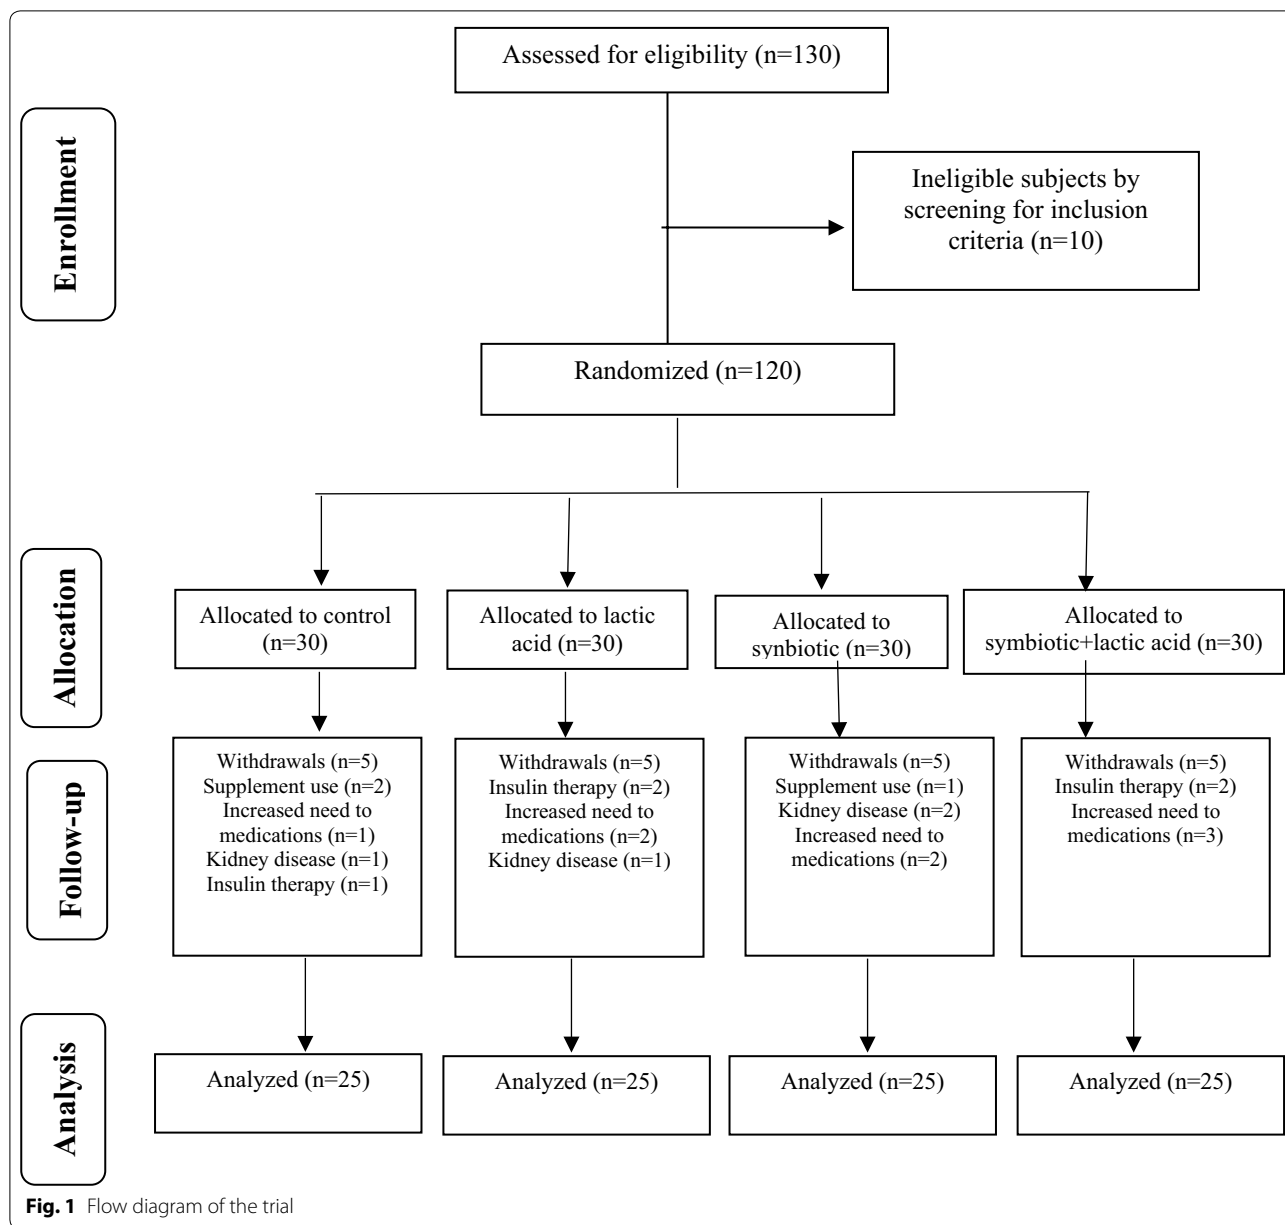 Assessed for eligibility (n=130)
Enrollment
Ineligible subjects by
screening for inclusion
criteria (n=10)
Randomized (n=120)
Allocation
Allocated to control
(n=30)
Allocated to lactic
acid (n=30)
Allocated to
synbiotic (n=30)
Allocated to
symbiotic+lactic acid (n=30)
Follow-up
Withdrawals (n=5)
Supplement use (n=2)
Increased need to
medications (n=1)
Kidney disease (n=1)
Insulin therapy (n=1)
Withdrawals (n=5)
Insulin therapy (n=2)
Increased need to
medications (n=2)
Kidney disease (n=1)
Withdrawals (n=5)
Supplement use (n=1)
Kidney disease (n=2)
Increased need to
medications (n=2)
Withdrawals (n=5)
Insulin therapy (n=2)
Increased need to
medications (n=3)
Analysis
Analyzed (n=25)
Analyzed (n=25)
Analyzed (n=25)
Analyzed (n=25)
Fig. 1 Flow diagram of the trial